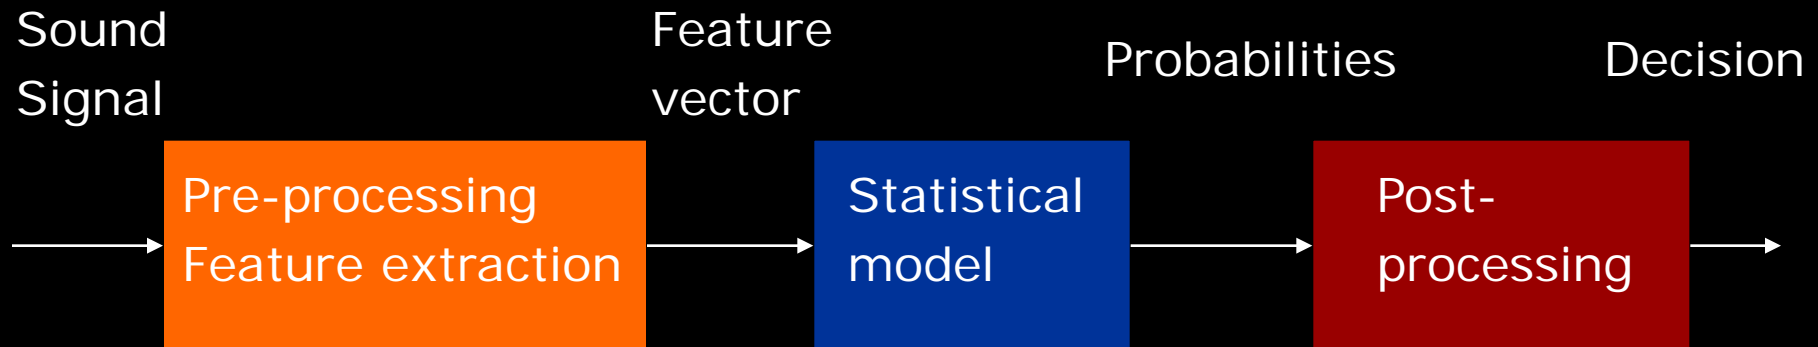 Sound
Signal
Feature
vector
Probabilities
Decision
Pre-processing
Feature extraction
Statistical
model
Post-
processing